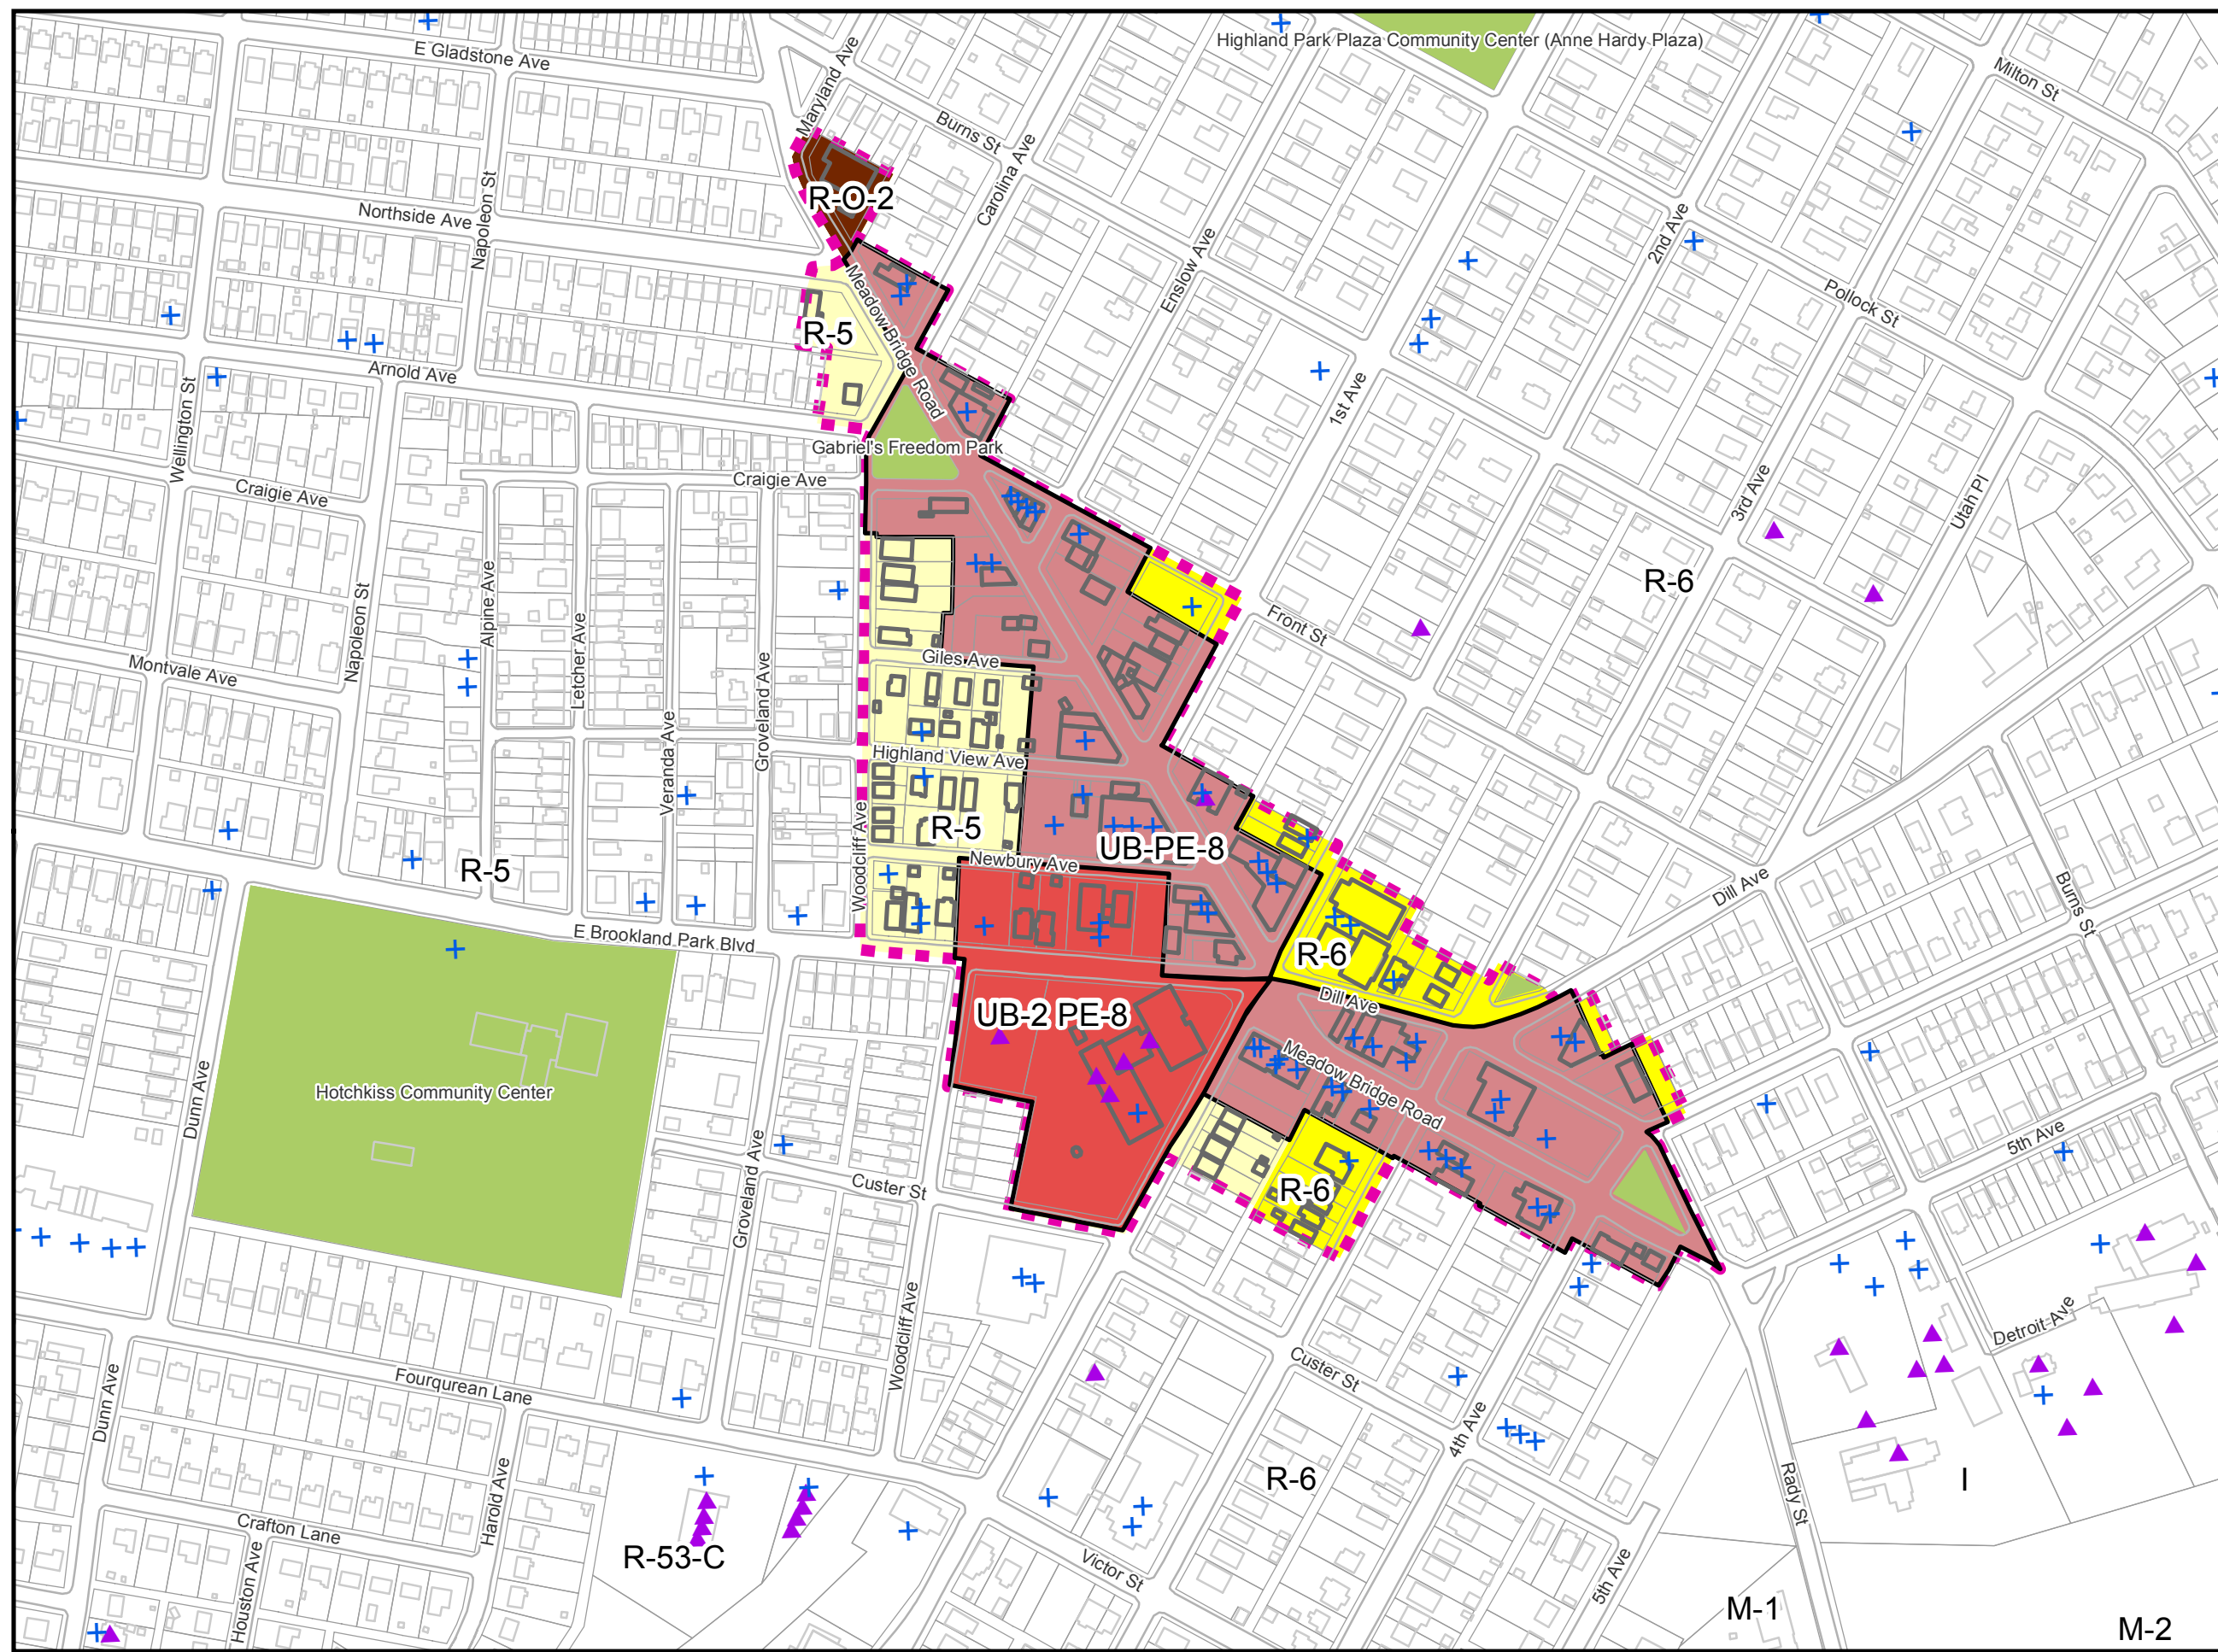 E Gladstone Ave
Maryland Ave
Highland Park Plaza Community Center (Anne Hardy Plaza)
Milton St
Burns St
Carolina Ave
Napoleon St
Northside Ave
R-O-2
Enslow Ave
2nd Ave
Pollock St
Meadow Bridge Road
R-5
Arnold Ave
1st Ave
Wellington St
Gabriel's Freedom Park
Craigie Ave
Craigie Ave
3rd Ave
Utah Pl
R-6
Alpine Ave
Napoleon St
Letcher Ave
Front St
Montvale Ave
Giles Ave
Groveland Ave
Veranda Ave
Highland View Ave
Woodcliff Ave
R-5
UB-PE-8
Newbury Ave
R-5
Dill Ave
Burns St
E Brookland Park Blvd
R-6
Dill Ave
UB-2 PE-8
Meadow Bridge Road
Hotchkiss Community Center
Dunn Ave
5th Ave
Groveland Ave
Custer St
R-6
Woodcliff Ave
Detroit Ave
Custer St
Dunn Ave
Fourqurean Lane
4th Ave
R-6
I
Rady St
Harold Ave
Crafton Lane
R-53-C
Houston Ave
Victor St
5th Ave
M-1
M-2